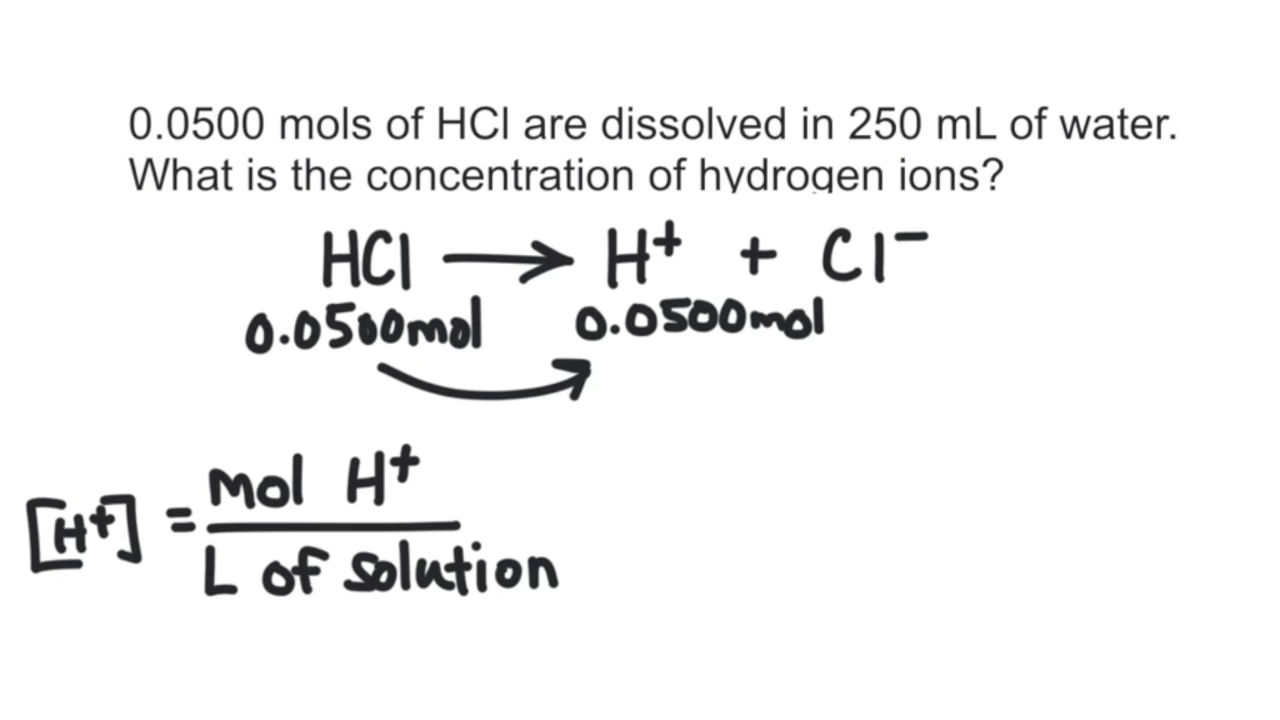 0.0500 mols of HCl are dissolved in 250 mL of water.
What is the concentration of hydrogen ions?
HCl → H⁺ + Cl⁻
0.0500mol 0.0500mol
[H⁺] = mol H⁺
L of solution